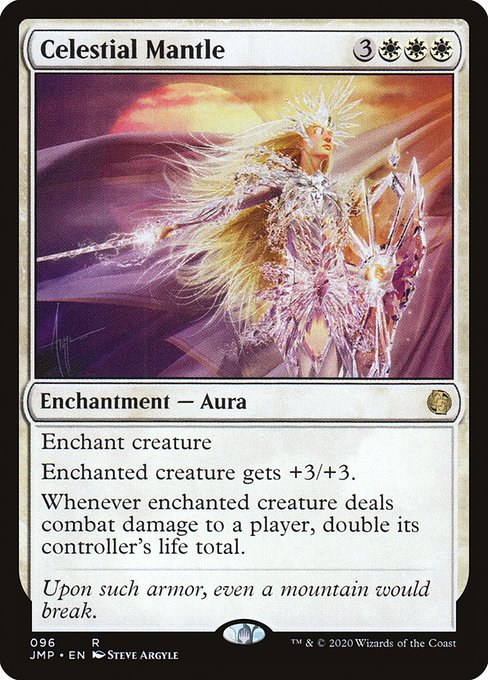 Celestial Mantle 3
Enchantment — Aura
Enchant creature
Enchanted creature gets +3/+3.
Whenever enchanted creature deals
combat damage to a player, double its
controller's life total.
Upon such armor, even a mountain would
break.
096 R
JMP • EN Steve Argyle
™ & © 2020 Wizards of the Coast